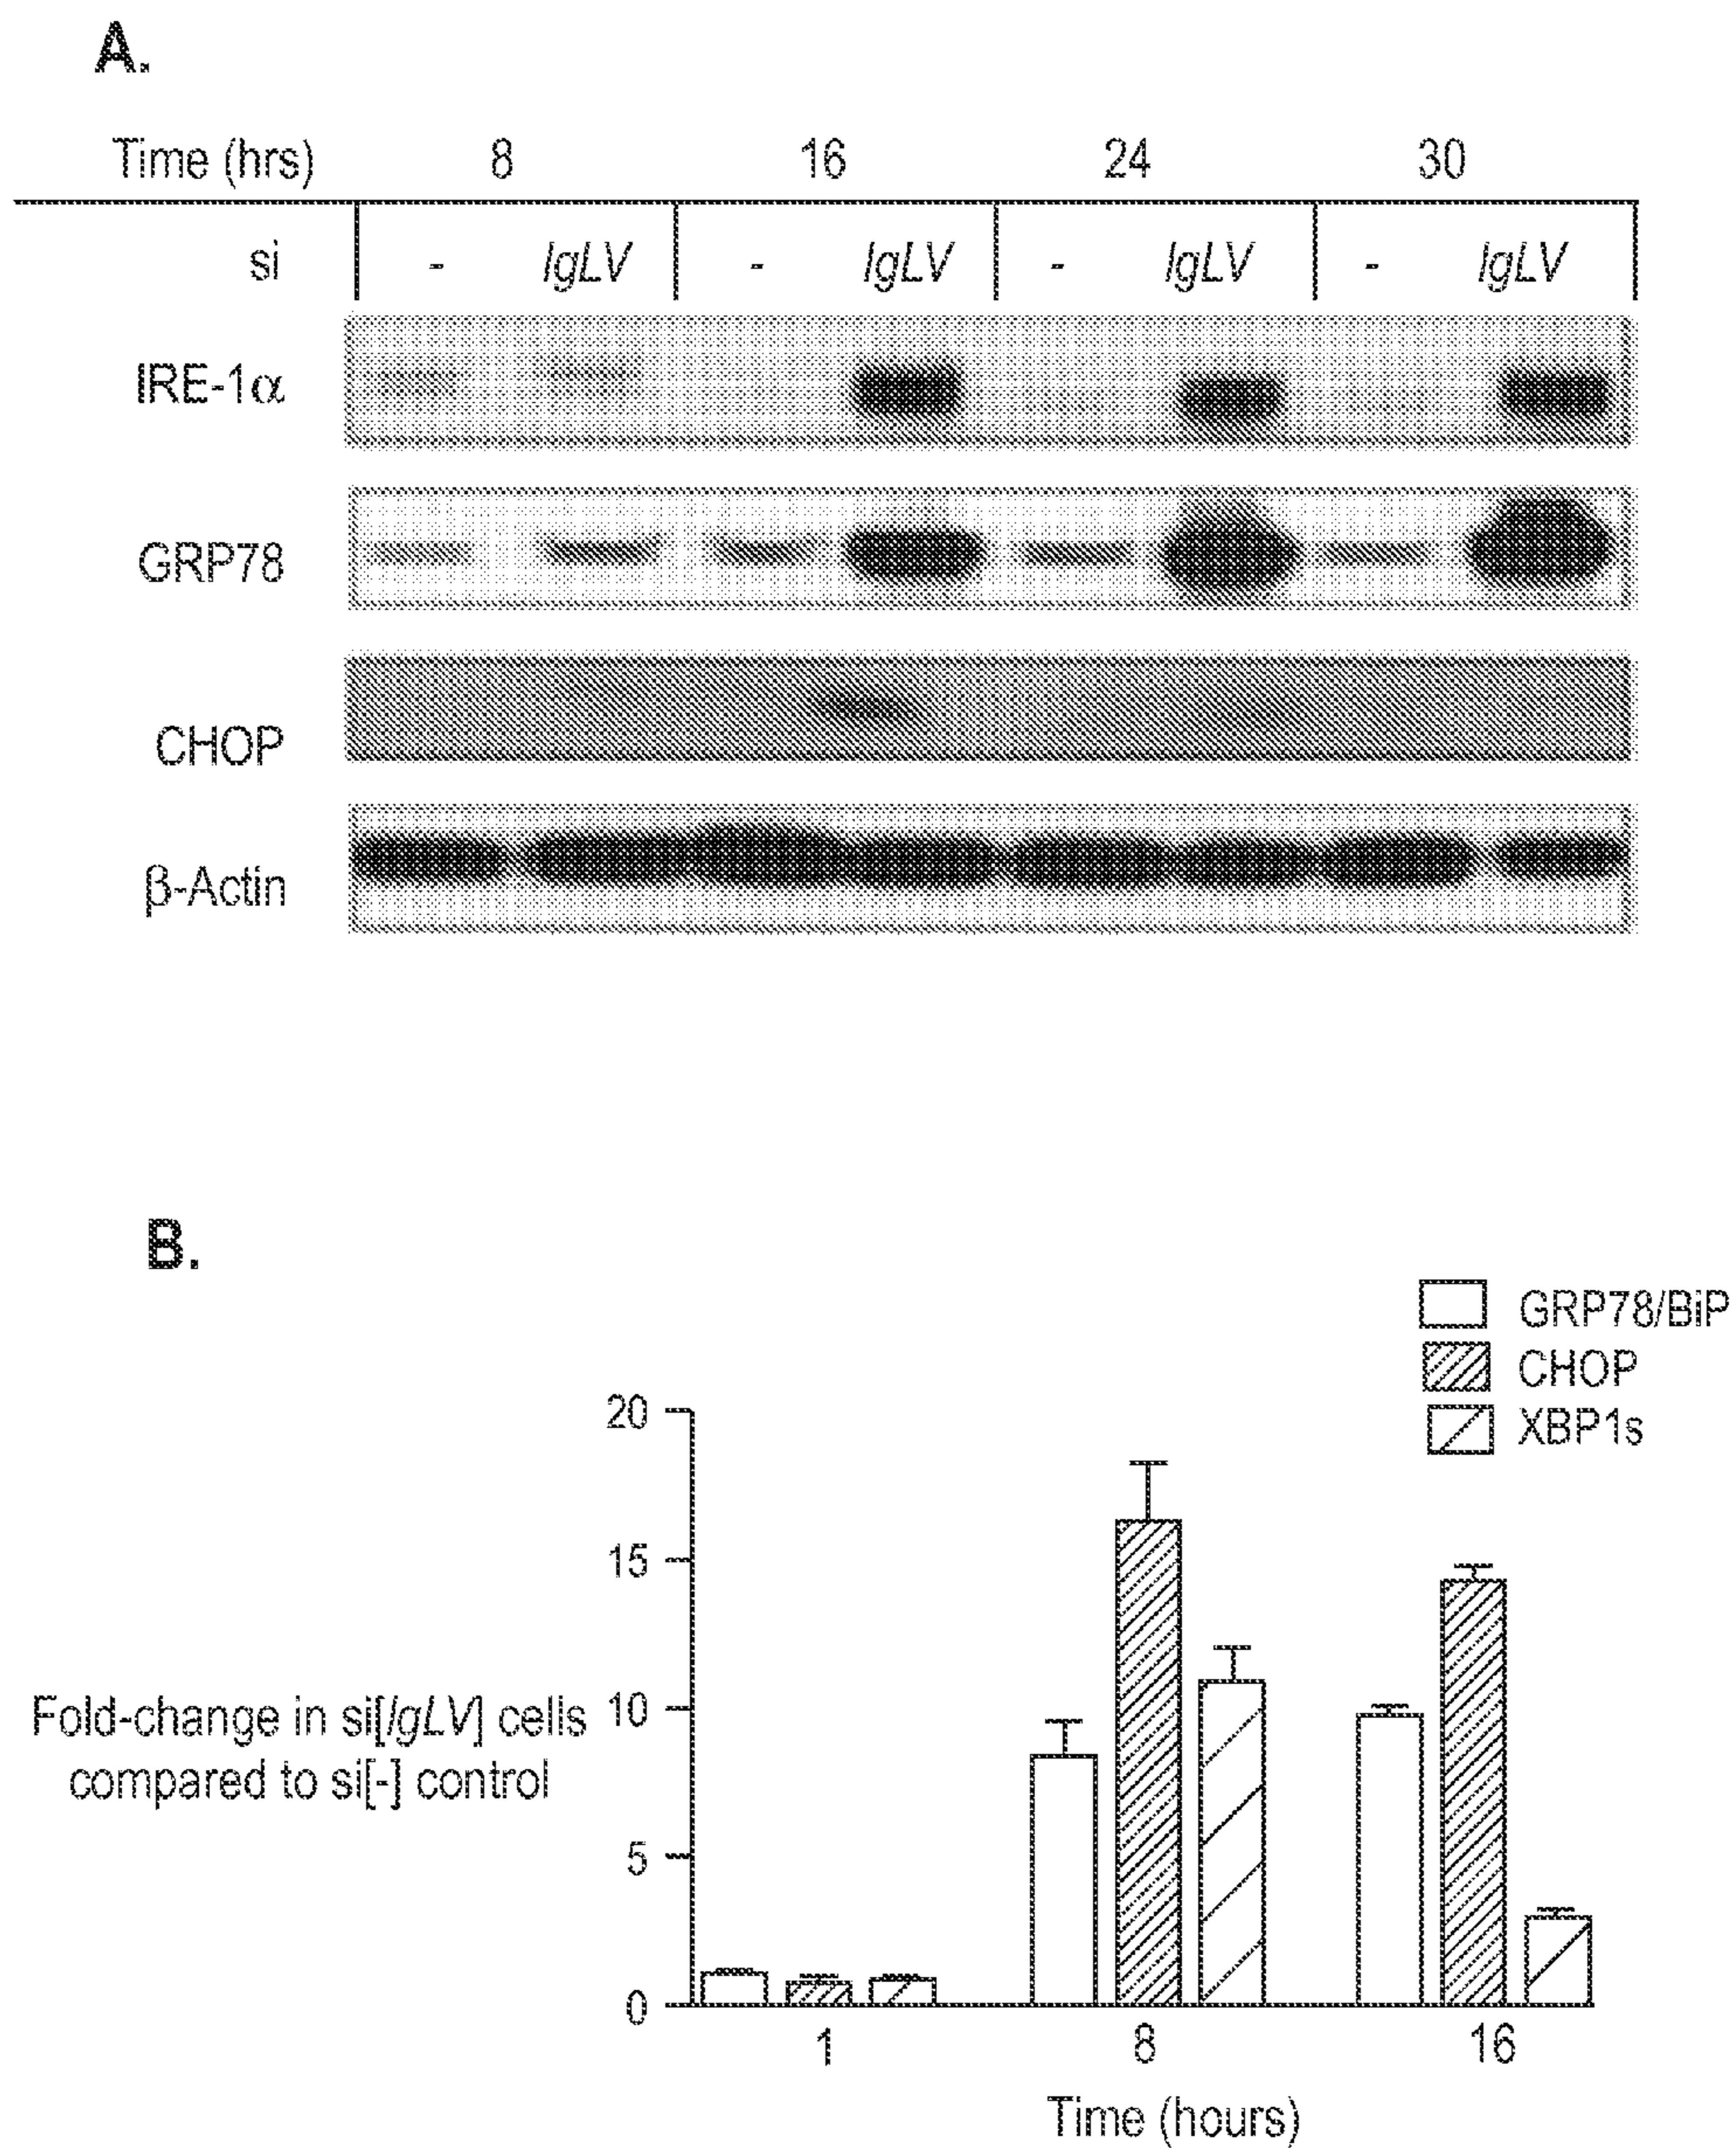 A.
Time (hrs) 8 16 24 30
si - IgLV - IgLV - IgLV - IgLV
IRE-1α
GRP78
CHOP
β-Actin
B.
GRP78/BiP
CHOP
XBP1s
20
15
10
5
0
Fold-change in si[IgLV] cells
compared to si[-] control
1 8 16
Time (hours)